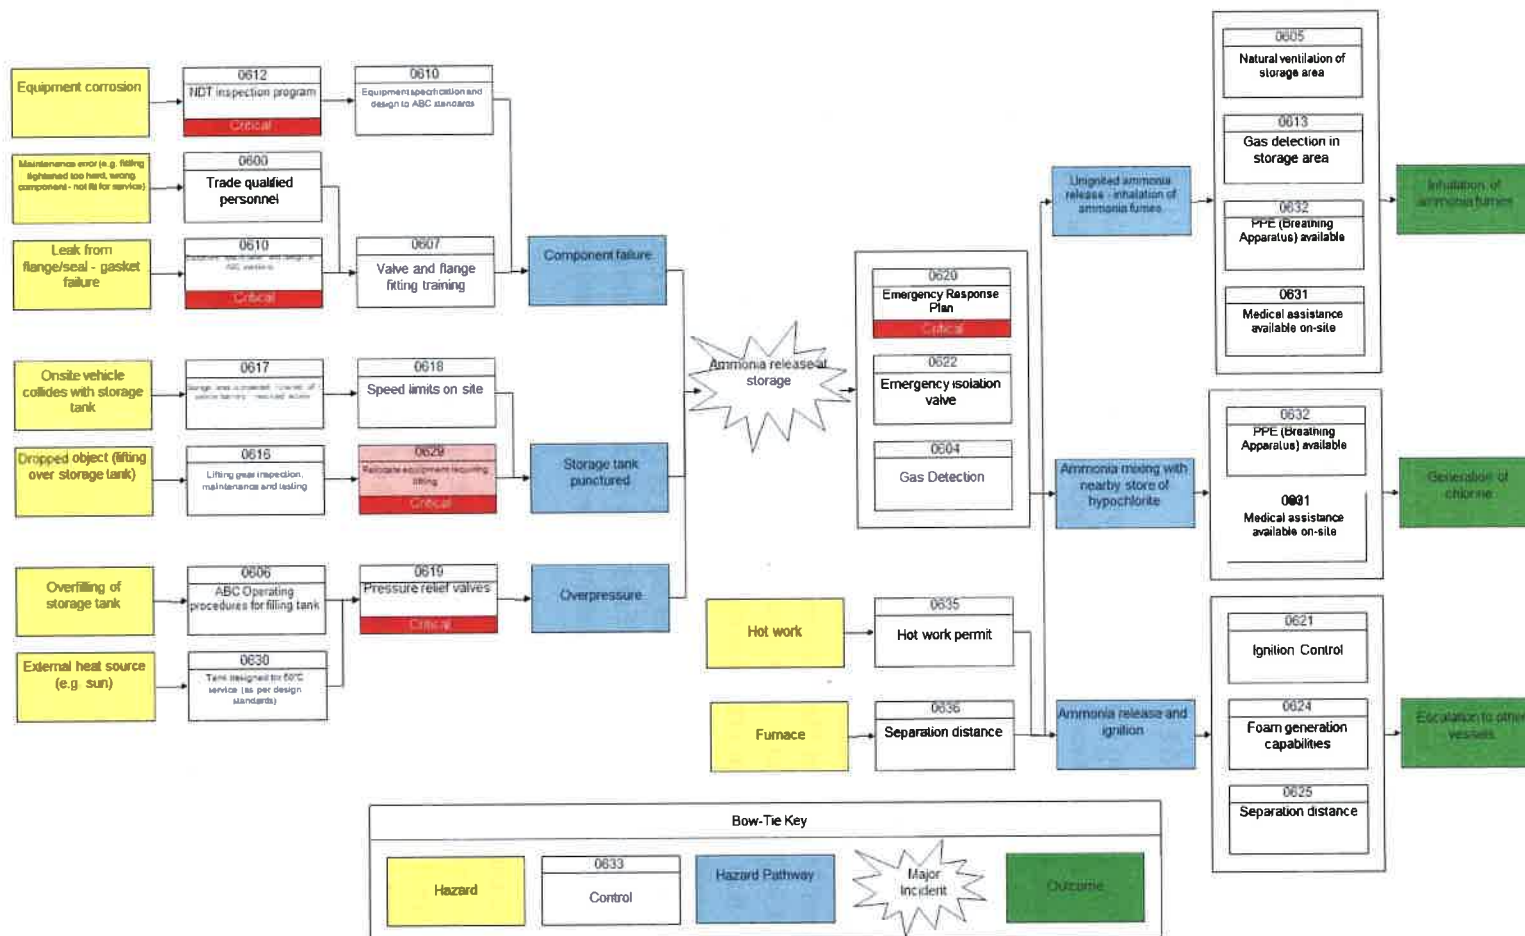 Equipment corrosion
0612
NDT inspection program
Critical
0610
Equipment specification and
design to ABC standards
Maintenance error (e.g. fitting
tightened too hard, wrong
component - not fit for service)
0600
Trade qualified
personnel
Leak from
flange/seal - gasket
failure
0610
Critical
0607
Valve and flange
fitting training
Component failure
Onsite vehicle
collides with storage
tank
0617
0618
Speed limits on site
Dropped object (lifting
over storage tank)
0616
Lifting gear inspection,
maintenance and testing
0629
Relocate equipment requiring
lifting
Critical
Storage tank
punctured
Overfilling of
storage tank
0606
ABC Operating
procedures for filling tank
0619
Pressure relief valves
Critical
Overpressure
External heat source
(e.g. sun)
0630
Tank designed for 50°C
service (as per design
standards)
Ammonia release at
storage
0620
Emergency Response
Plan
Critical
0622
Emergency isolation
valve
0604
Gas Detection
Hot work
0635
Hot work permit
Furnace
0636
Separation distance
Unignited ammonia
release - inhalation of
ammonia fumes
0605
Natural ventilation of
storage area
0613
Gas detection in
storage area
0632
PPE (Breathing
Apparatus) available
0631
Medical assistance
available on-site
Inhalation of
ammonia fumes
Ammonia mixing with
nearby store of
hypochlorite
0632
PPE (Breathing
Apparatus) available
0631
Medical assistance
available on-site
Generation of
chlorine
Ammonia release and
ignition
0621
Ignition Control
0624
Foam generation
capabilities
0625
Separation distance
Escalation to other
vessels
Bow-Tie Key
Hazard
0633
Control
Hazard Pathway
Major
Incident
Outcome